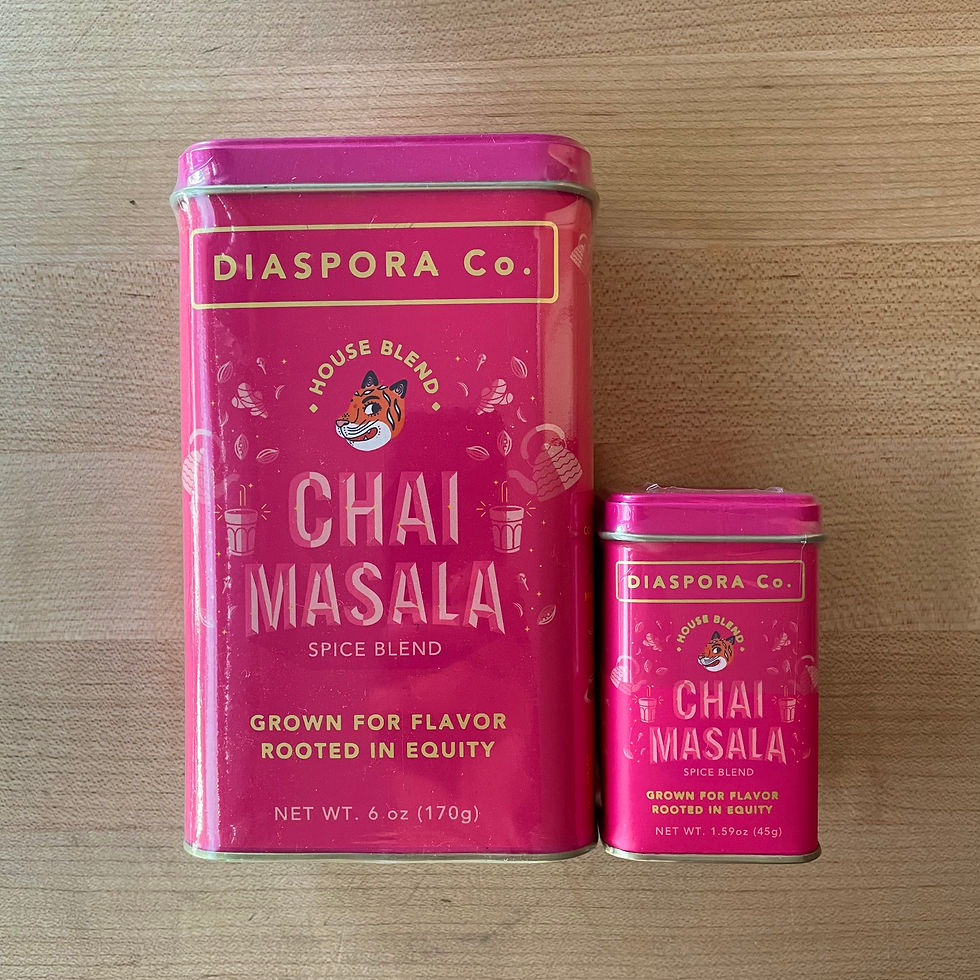 DIASPORA Co.
HOUSE BLEND
CHAI
MASALA
SPICE BLEND
GROWN FOR FLAVOR
ROOTED IN EQUITY
NET WT. 6 oz (170g)
DIASPORA Co.
HOUSE BLEND
CHAI
MASALA
SPICE BLEND
GROWN FOR FLAVOR
ROOTED IN EQUITY
NET WT. 1.59oz (45g)